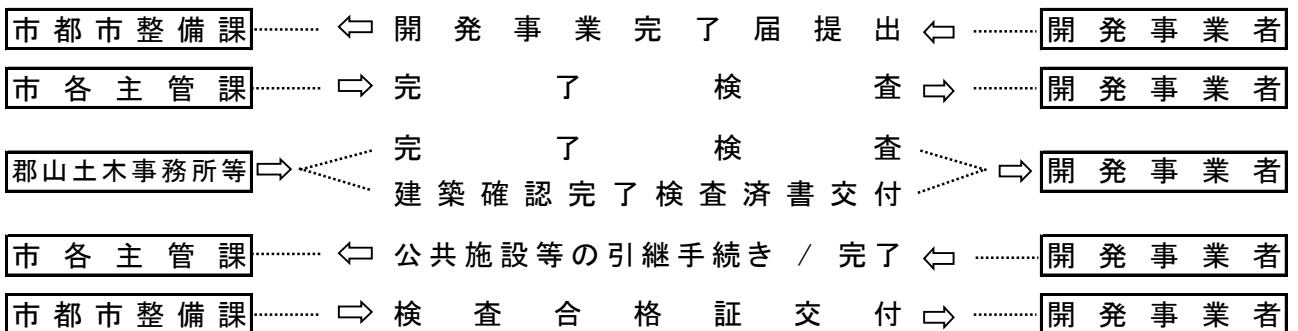 市都市整備課 ⇦ 開発事業完了届提出 ⇦ 開発事業者
市各主管課 ⇨ 完了検査 ⇨ 開発事業者
完了検査
郡山土木事務所等 ⇨ ⇨ 開発事業者
建築確認完了検査済書交付
市各主管課 ⇦ 公共施設等の引継手続き / 完了 ⇦ 開発事業者
市都市整備課 ⇨ 検査合格証交付 ⇨ 開発事業者